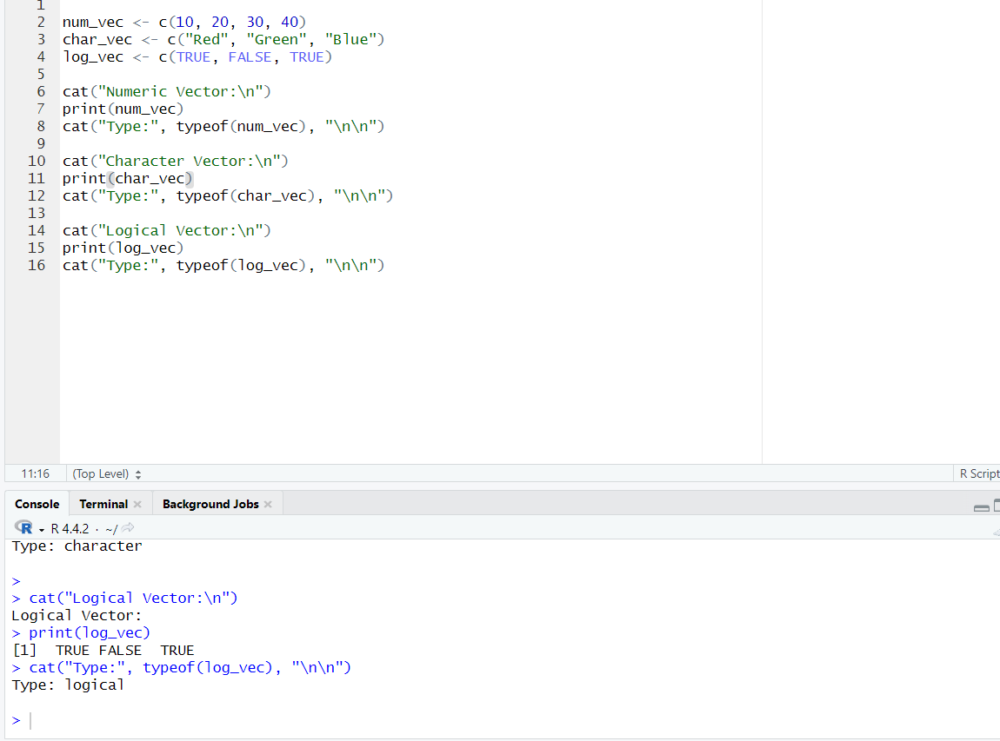 1
2 num_vec <- c(10, 20, 30, 40)
3 char_vec <- c("Red", "Green", "Blue")
4 log_vec <- c(TRUE, FALSE, TRUE)
5
6 cat("Numeric Vector:\n")
7 print(num_vec)
8 cat("Type:", typeof(num_vec), "\n\n")
9
10 cat("Character Vector:\n")
11 print(char_vec)
12 cat("Type:", typeof(char_vec), "\n\n")
13
14 cat("Logical Vector:\n")
15 print(log_vec)
16 cat("Type:", typeof(log_vec), "\n\n")
11:16 (Top Level) R Script
Console Terminal Background Jobs
R R 4.4.2 · ~/
Type: character
>
> cat("Logical Vector:\n")
Logical Vector:
> print(log_vec)
[1]  TRUE FALSE  TRUE
> cat("Type:", typeof(log_vec), "\n\n")
Type: logical
>